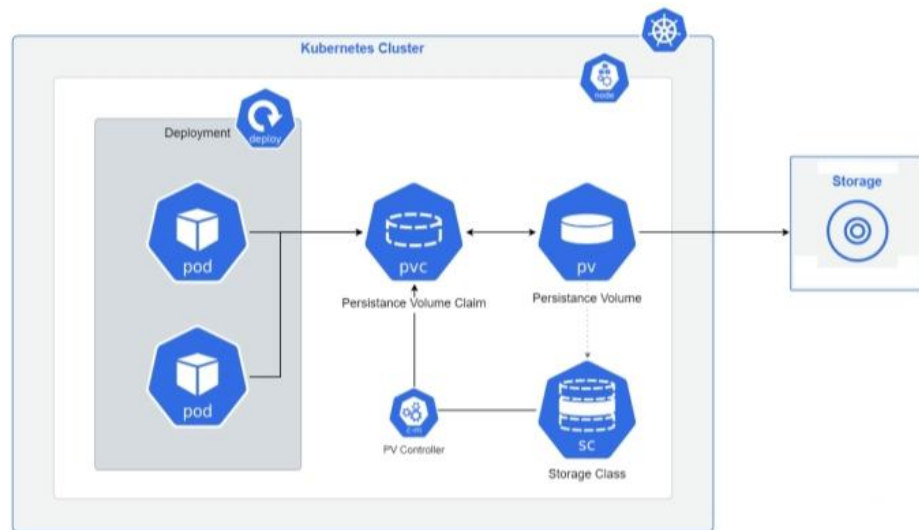 Kubernetes Cluster
node
Deployment
deploy
Storage
pod
pvc
pv
Persistance Volume Claim
Persistance Volume
pod
c-m
sc
PV Controller
Storage Class